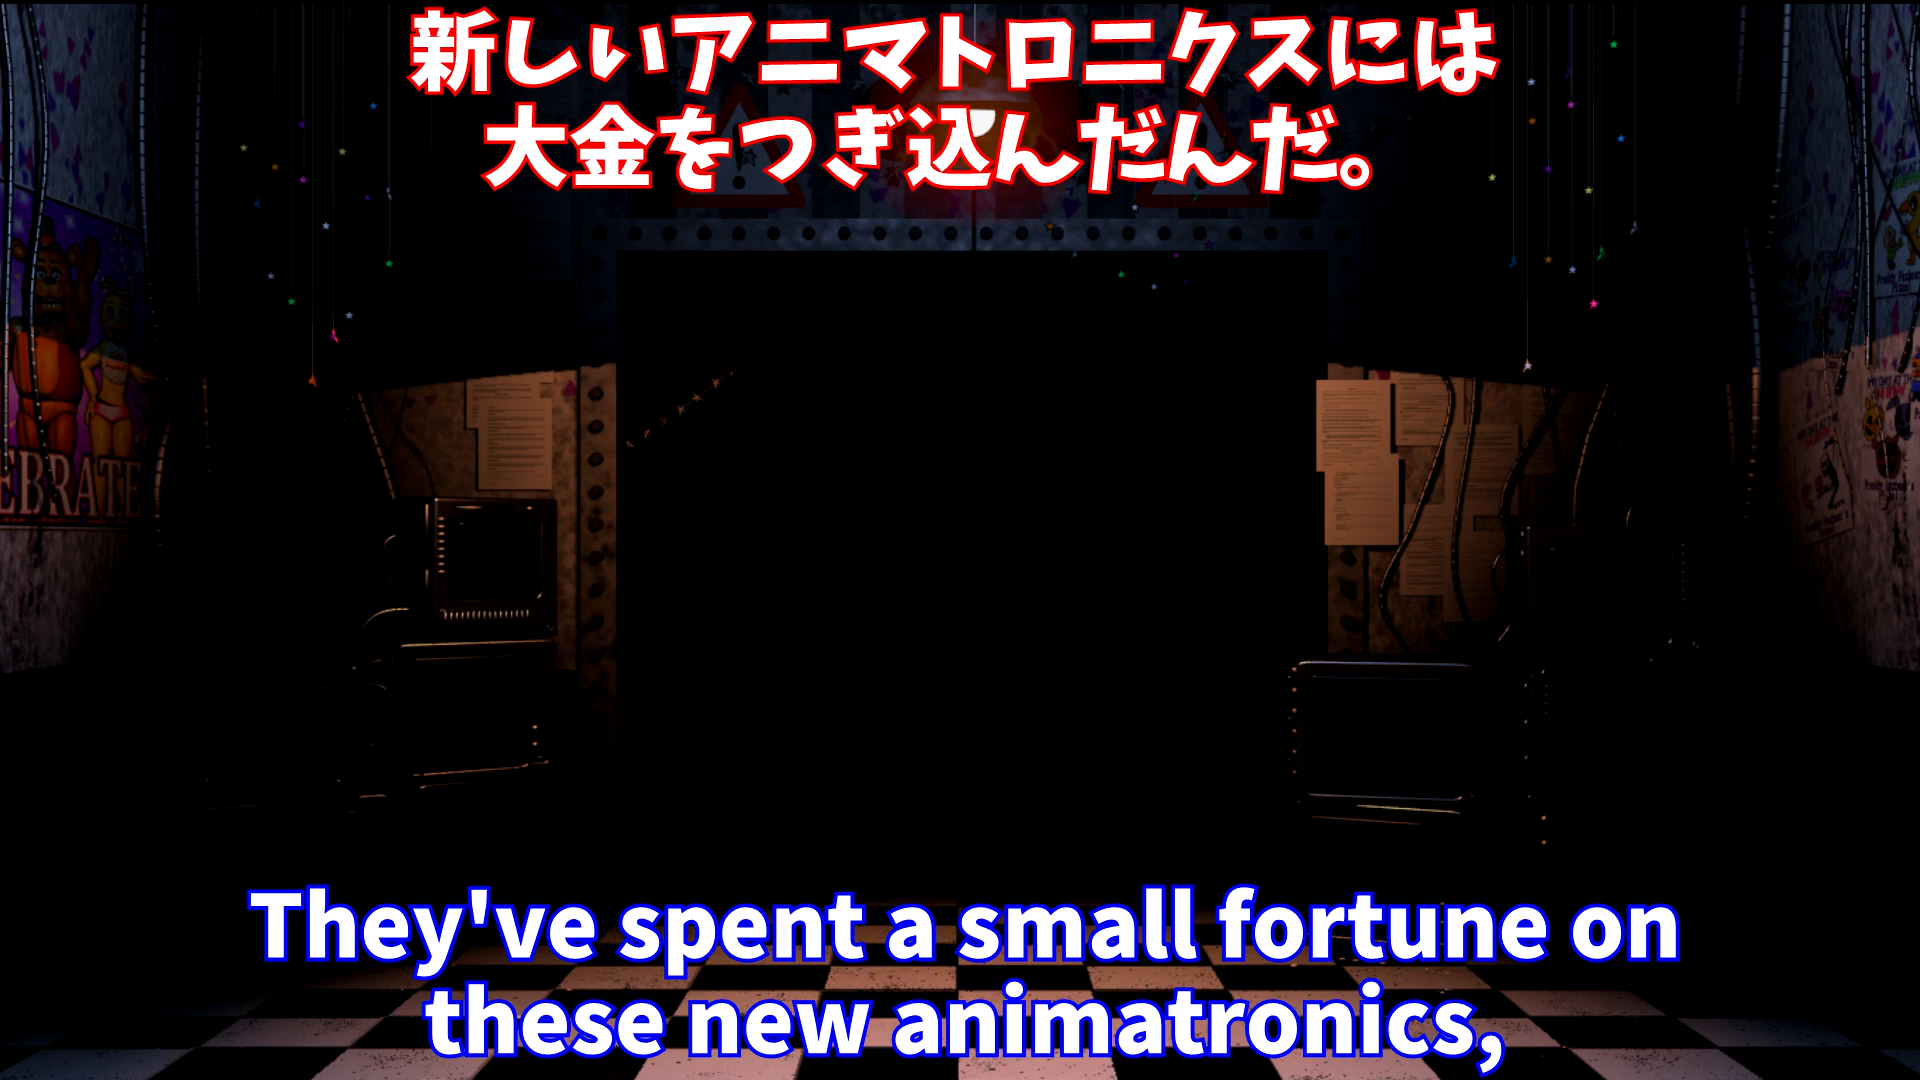 新しいアニマトロニクスには
大金をつぎ込んだんだ。
EBRATE
They've spent a small fortune on
these new animatronics,